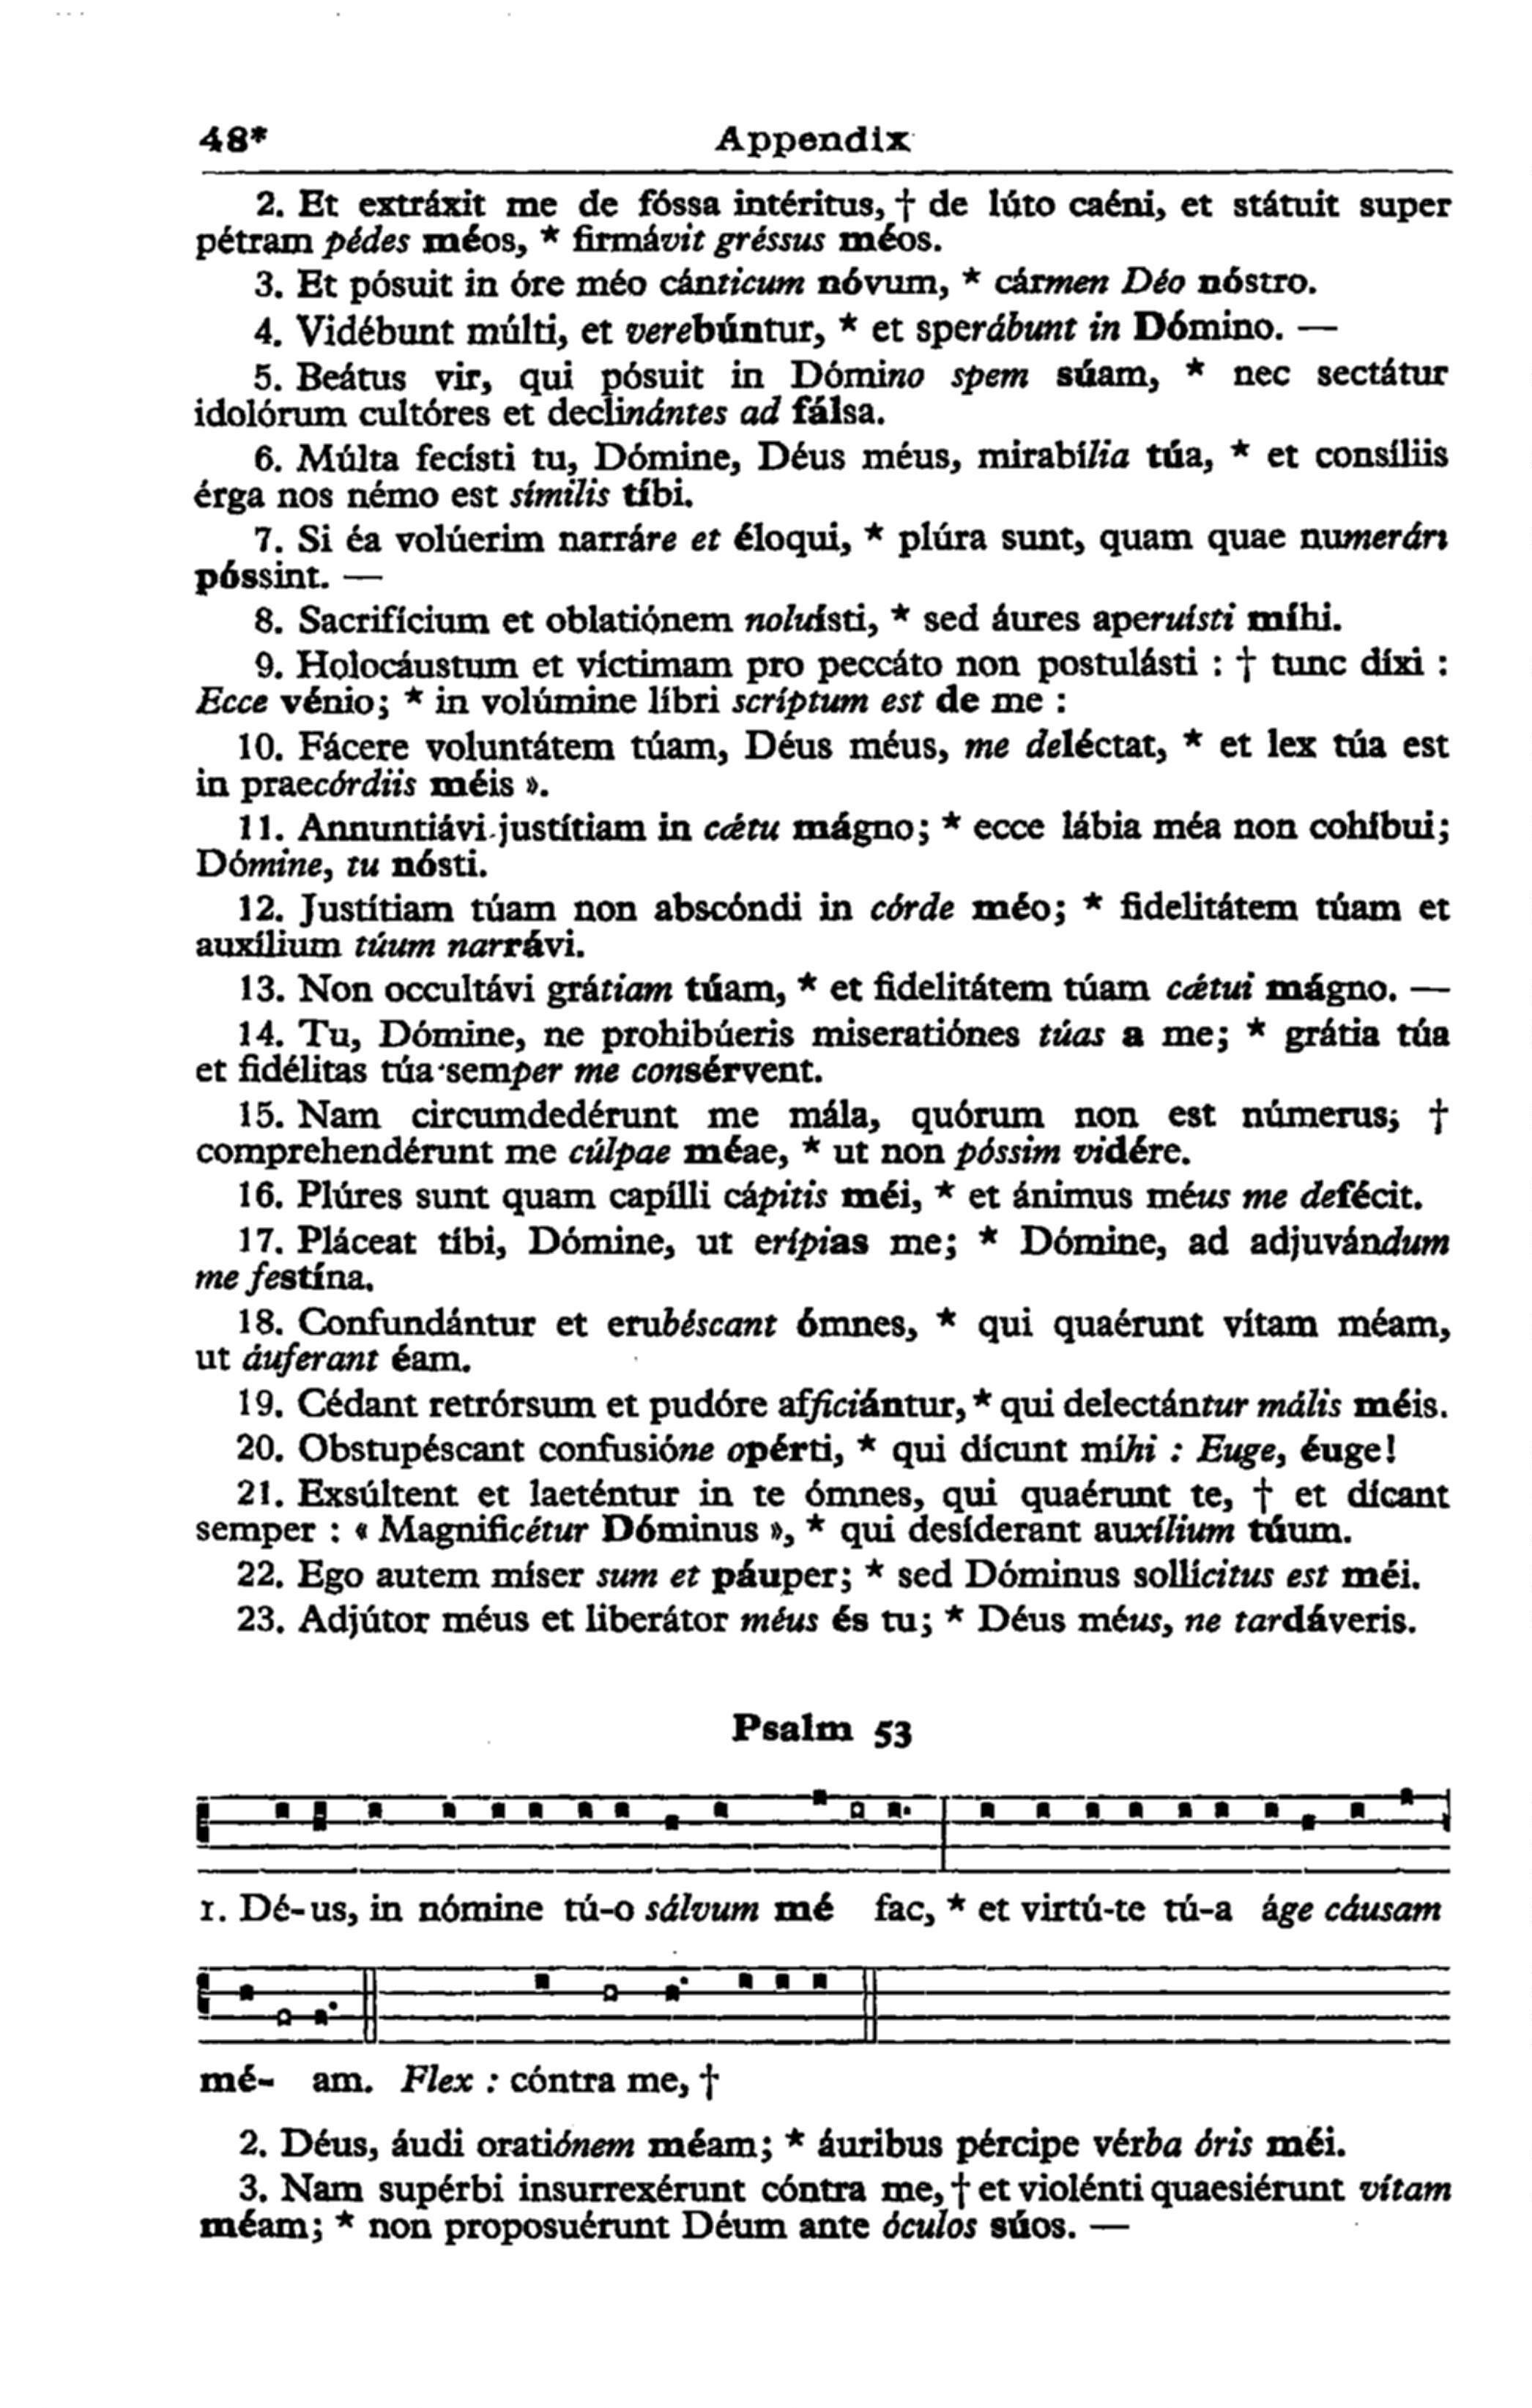 48* Appendix
2. Et extráxit me de fóssa intéritus, † de lúto caéni, et státuit super
pétram pédes méos, * firmávit gréssus méos.
3. Et pósuit in óre méo cánticum nóvum, * cármen Déo nóstro.
4. Vidébunt múlti, et verebúntur, * et sperábunt in Dómino. —
5. Beátus vir, qui pósuit in Dómino spem súam, * nec sectátur
idolórum cultóres et declinántes ad fálsa.
6. Múlta fecísti tu, Dómine, Déus méus, mirabília túa, * et consíliis
érga nos némo est símilis tíbi.
7. Si éa volúerim narráre et éloqui, * plúra sunt, quam quae numerári
póssint. —
8. Sacrifícium et oblatiónem noluísti, * sed áures aperuísti míhi.
9. Holocáustum et víctimam pro peccáto non postulásti : † tunc díxi :
Ecce vénio; * in volúmine líbri scríptum est de me :
10. Fácere voluntátem túam, Déus méus, me deléctat, * et lex túa est
in praecórdiis méis ».
11. Annuntiávi justítiam in cœ́tu mágno; * ecce lábia méa non cohíbui;
Dómine, tu nósti.
12. Justítiam túam non abscóndi in córde méo; * fidelitátem túam et
auxílium túum narrávi.
13. Non occultávi grátiam túam, * et fidelitátem túam cœ́tui mágno. —
14. Tu, Dómine, ne prohibúeris miseratiónes túas a me; * grátia túa
et fidélitas túa semper me consérvent.
15. Nam circumdedérunt me mála, quórum non est númerus; †
comprehendérunt me cúlpae méae, * ut non póssim vidére.
16. Plúres sunt quam capílli cápitis méi, * et ánimus méus me defécit.
17. Pláceat tíbi, Dómine, ut erípias me; * Dómine, ad adjuvándum
me festína.
18. Confundántur et erubéscant ómnes, * qui quaérunt vítam méam,
ut áuferant éam.
19. Cédant retrórsum et pudóre afficiántur, * qui delectántur mális méis.
20. Obstupéscant confusióne opérti, * qui dícunt míhi : Euge, éuge!
21. Exsúltent et laeténtur in te ómnes, qui quaérunt te, † et dícant
semper : « Magnificétur Dóminus », * qui desíderant auxílium túum.
22. Ego autem míser sum et páuper; * sed Dóminus sollícitus est méi.
23. Adjútor méus et liberátor méus és tu; * Déus méus, ne tardáveris.
Psalm 53
1. Dé-us, in nómine tú-o sálvum mé fac, * et virtú-te tú-a áge cáusam
mé- am. Flex : cóntra me, †
2. Déus, áudi oratiónem méam; * áuribus pércipe vérba óris méi.
3. Nam supérbi insurrexérunt cóntra me, † et violénti quaesiérunt vítam
méam; * non proposuérunt Déum ante óculos súos. —